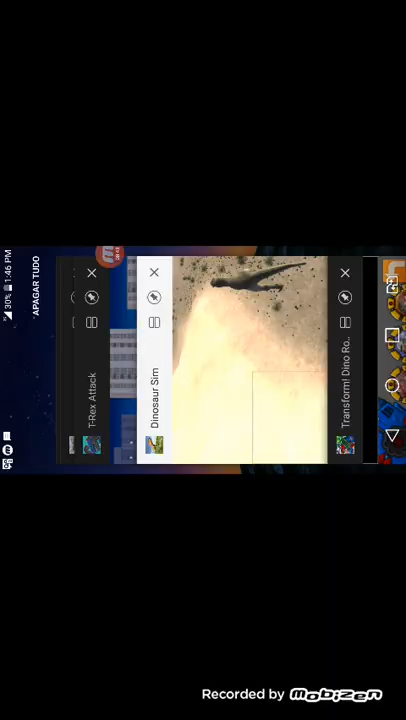 30% 1:46 PM
APAGAR TUDO
T-Rex Attack
Dinosaur Sim
Transform! Dino Ro...
Recorded by Mobizen